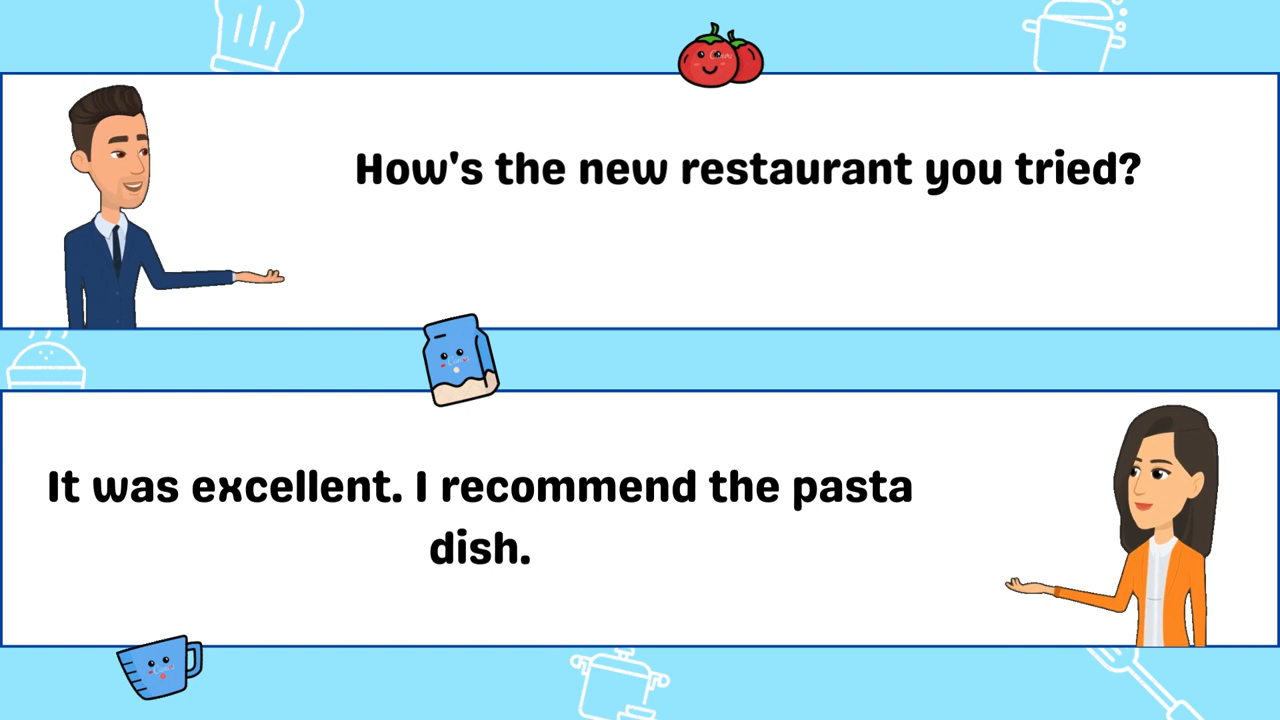 How's the new restaurant you tried?
It was excellent. I recommend the pasta
dish.